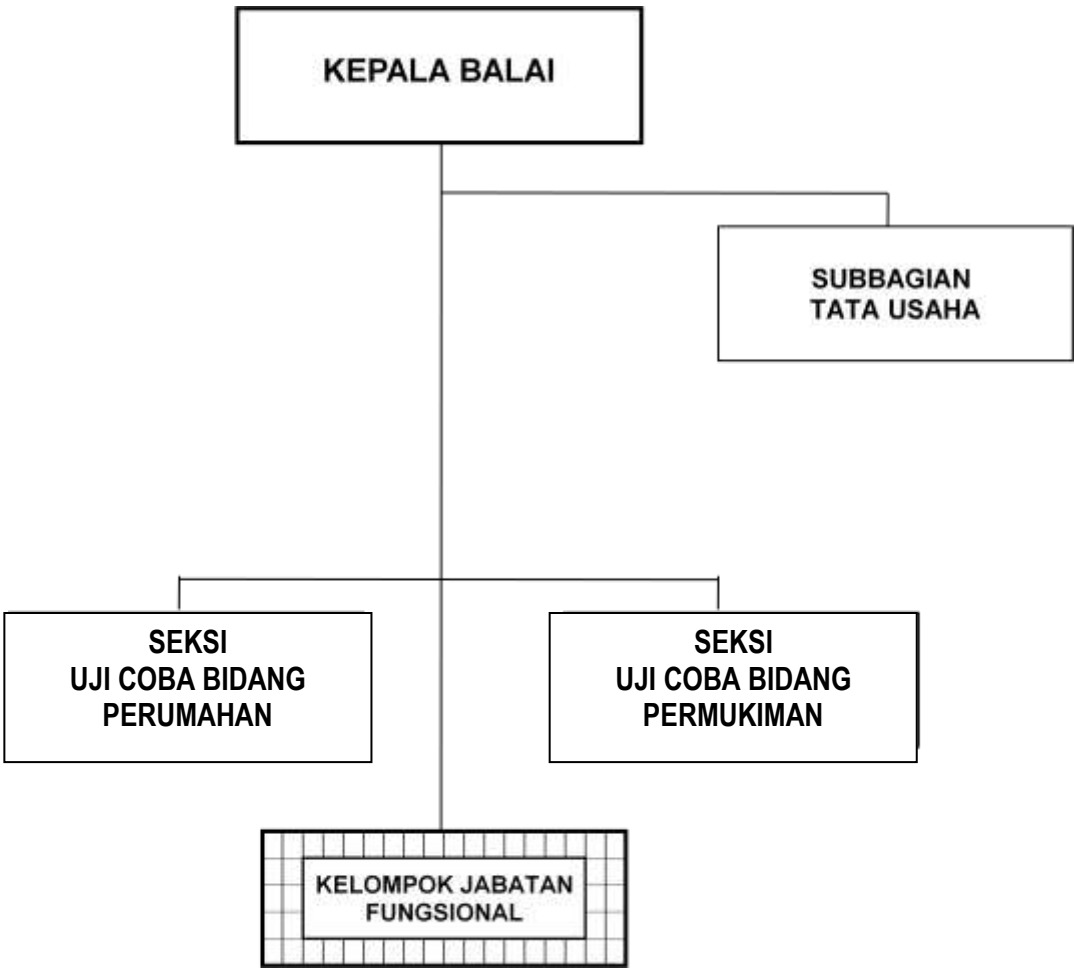 KEPALA BALAI
SUBBAGIAN
TATA USAHA
SEKSI
UJI COBA BIDANG
PERUMAHAN
SEKSI
UJI COBA BIDANG
PERMUKIMAN
KELOMPOK JABATAN
FUNGSIONAL